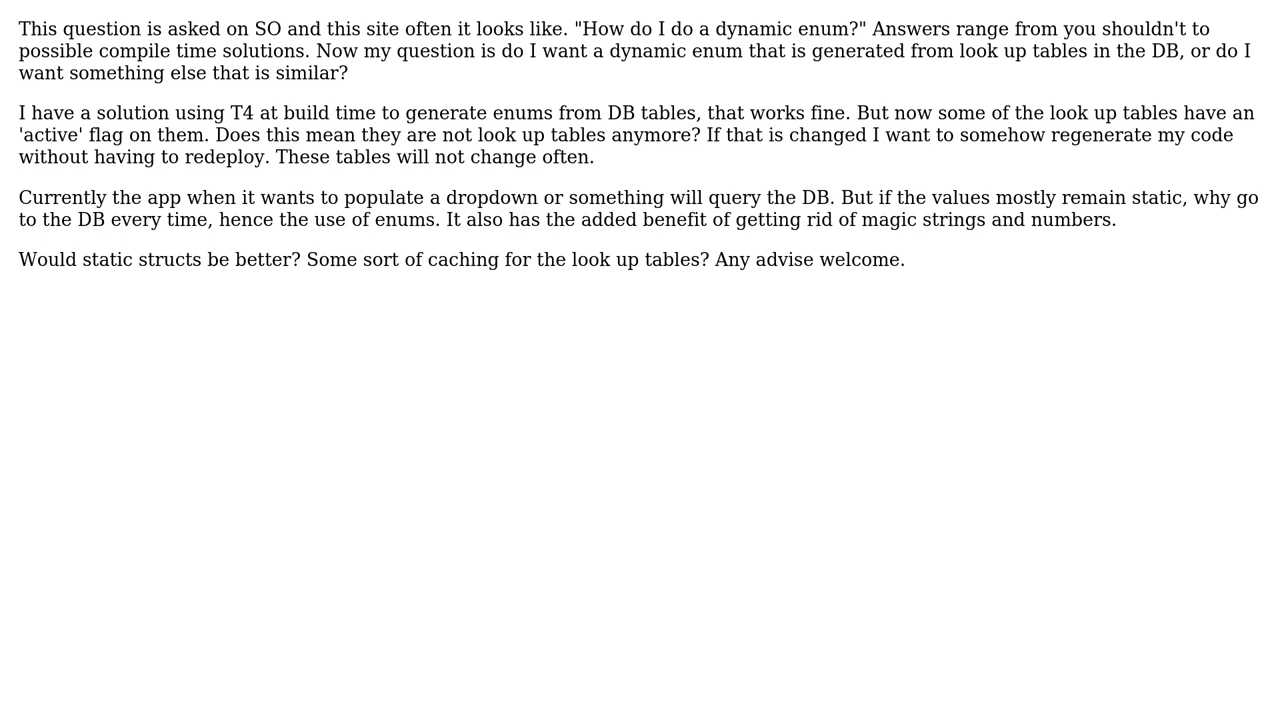 This question is asked on SO and this site often it looks like. "How do I do a dynamic enum?" Answers range from you shouldn't to
possible compile time solutions. Now my question is do I want a dynamic enum that is generated from look up tables in the DB, or do I
want something else that is similar?
I have a solution using T4 at build time to generate enums from DB tables, that works fine. But now some of the look up tables have an
'active' flag on them. Does this mean they are not look up tables anymore? If that is changed I want to somehow regenerate my code
without having to redeploy. These tables will not change often.
Currently the app when it wants to populate a dropdown or something will query the DB. But if the values mostly remain static, why go
to the DB every time, hence the use of enums. It also has the added benefit of getting rid of magic strings and numbers.
Would static structs be better? Some sort of caching for the look up tables? Any advise welcome.